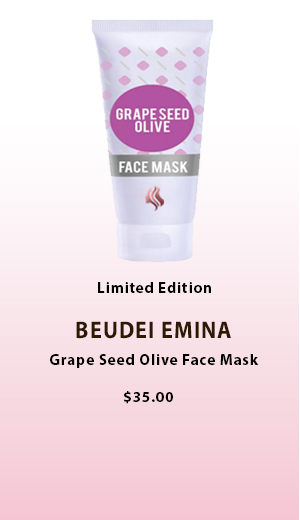 GRAPE SEED
OLIVE
FACE MASK
Limited Edition
BEUDEI EMINA
Grape Seed Olive Face Mask
$35.00